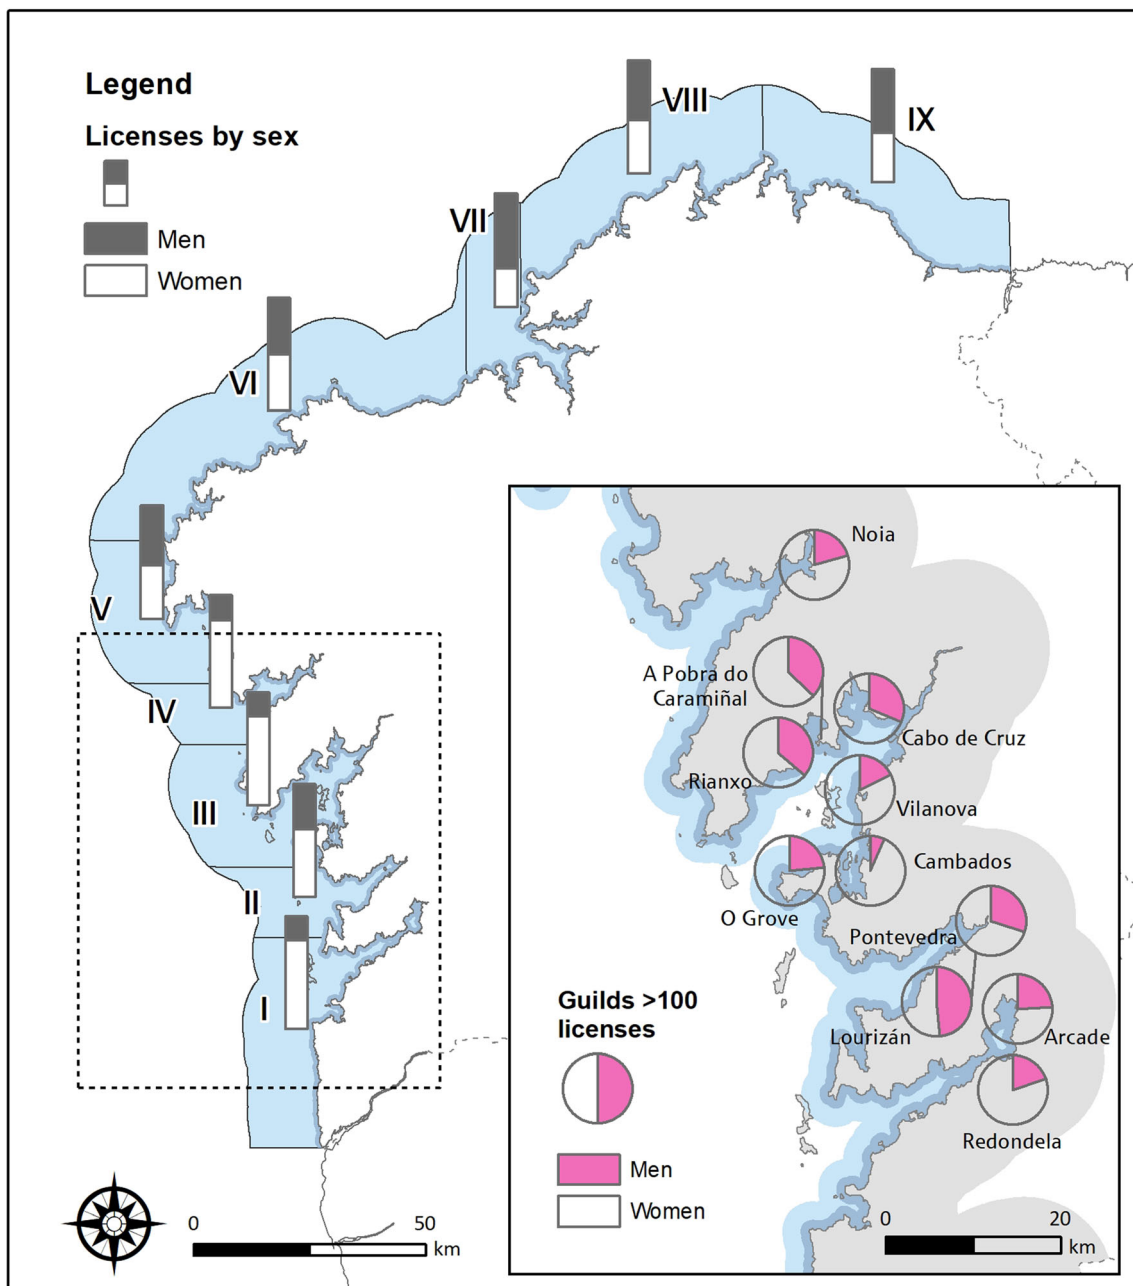 Legend
Licenses by sex
Men
Women
VIII
IX
VII
VI
V
IV
III
II
I
0
50
km
Noia
A Pobra do
Caramiñal
Cabo de Cruz
Rianxo
Vilanova
Cambados
O Grove
Pontevedra
Lourizán
Arcade
Redondela
Guilds >100
licenses
Men
Women
0
20
km